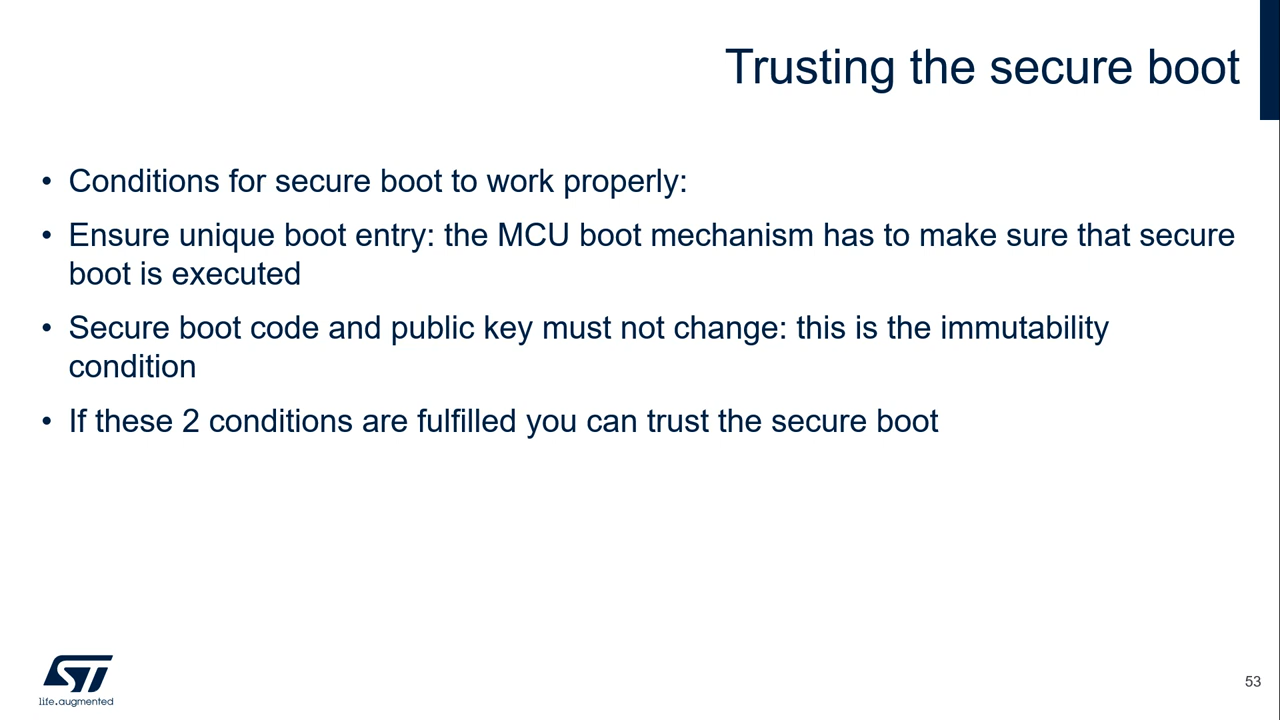 Trusting the secure boot
• Conditions for secure boot to work properly:
• Ensure unique boot entry: the MCU boot mechanism has to make sure that secure
boot is executed
• Secure boot code and public key must not change: this is the immutability
condition
• If these 2 conditions are fulfilled you can trust the secure boot
ST
life.augmented
53